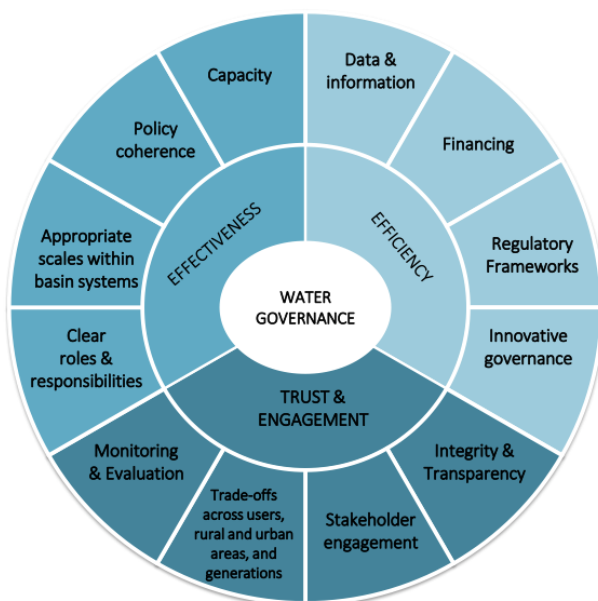 Capacity
Data &
information
Policy
coherence
Financing
Appropriate
scales within
basin systems
Regulatory
Frameworks
Clear
roles &
responsibilities
Innovative
governance
EFFECTIVENESS
EFFICIENCY
WATER
GOVERNANCE
TRUST &
ENGAGEMENT
Monitoring
& Evaluation
Integrity &
Transparency
Trade-offs
across users,
rural and urban
areas, and
generations
Stakeholder
engagement